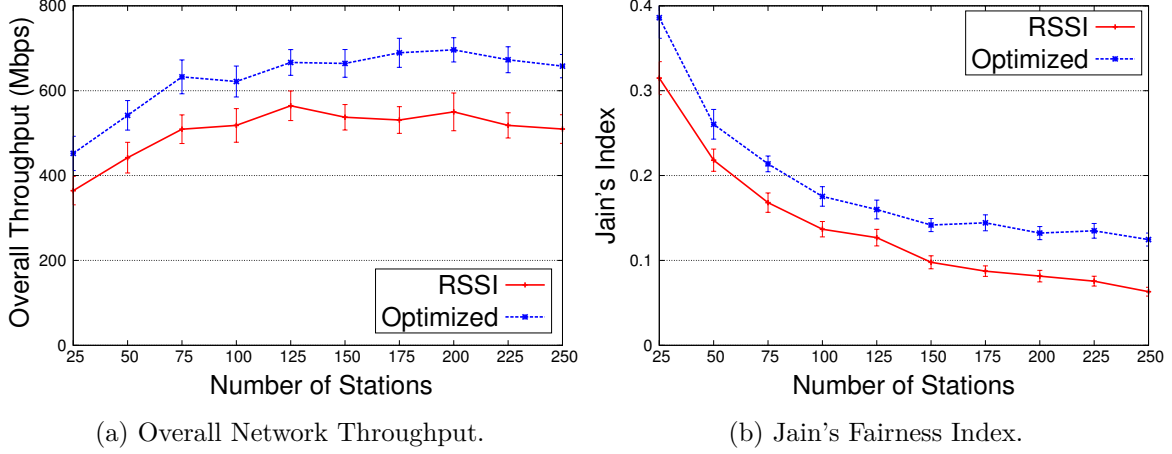 Overall Throughput (Mbps)
800
600
400
200
0
RSSI
Optimized
25 50 75 100 125 150 175 200 225 250
Number of Stations
(a) Overall Network Throughput.
Jain's Index
0.4
0.3
0.2
0.1
0
RSSI
Optimized
25 50 75 100 125 150 175 200 225 250
Number of Stations
(b) Jain's Fairness Index.